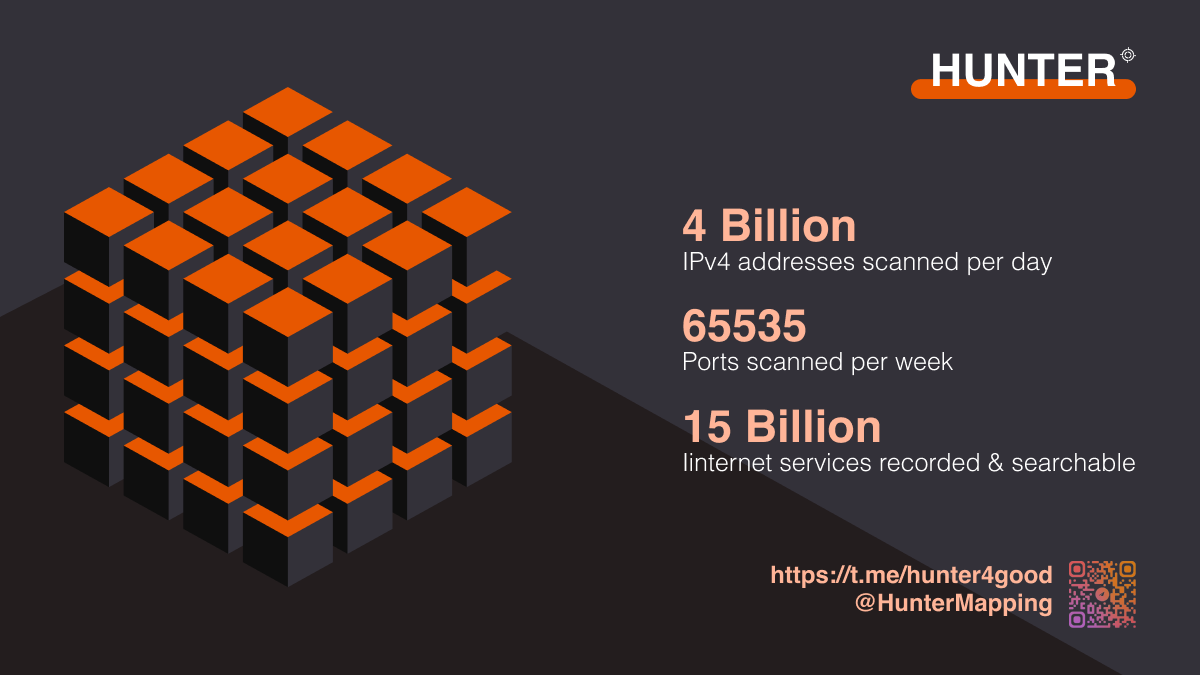 HUNTER
4 Billion
IPv4 addresses scanned per day
65535
Ports scanned per week
15 Billion
Iinternet services recorded & searchable
https://t.me/hunter4good
@HunterMapping